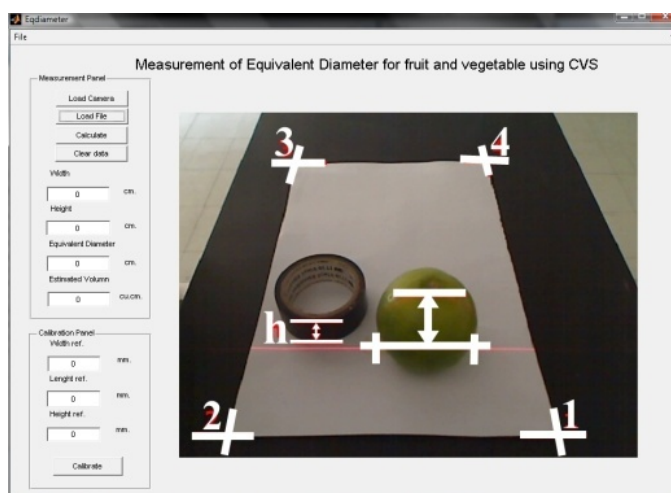 Eqdiameter
File
Measurement of Equivalent Diameter for fruit and vegetable using CVS
Measurement Panel
Load Camera
Load File
Calculate
Clear data
Width
0 cm.
Height
0 cm.
Equivalent Diameter
0 cm.
Estimated Volumn
0 cu.cm.
Calibration Panel
Width ref.
0 mm.
Lenght ref.
0 mm.
Height ref.
0 mm.
Calibrate
3 4
h
2 1